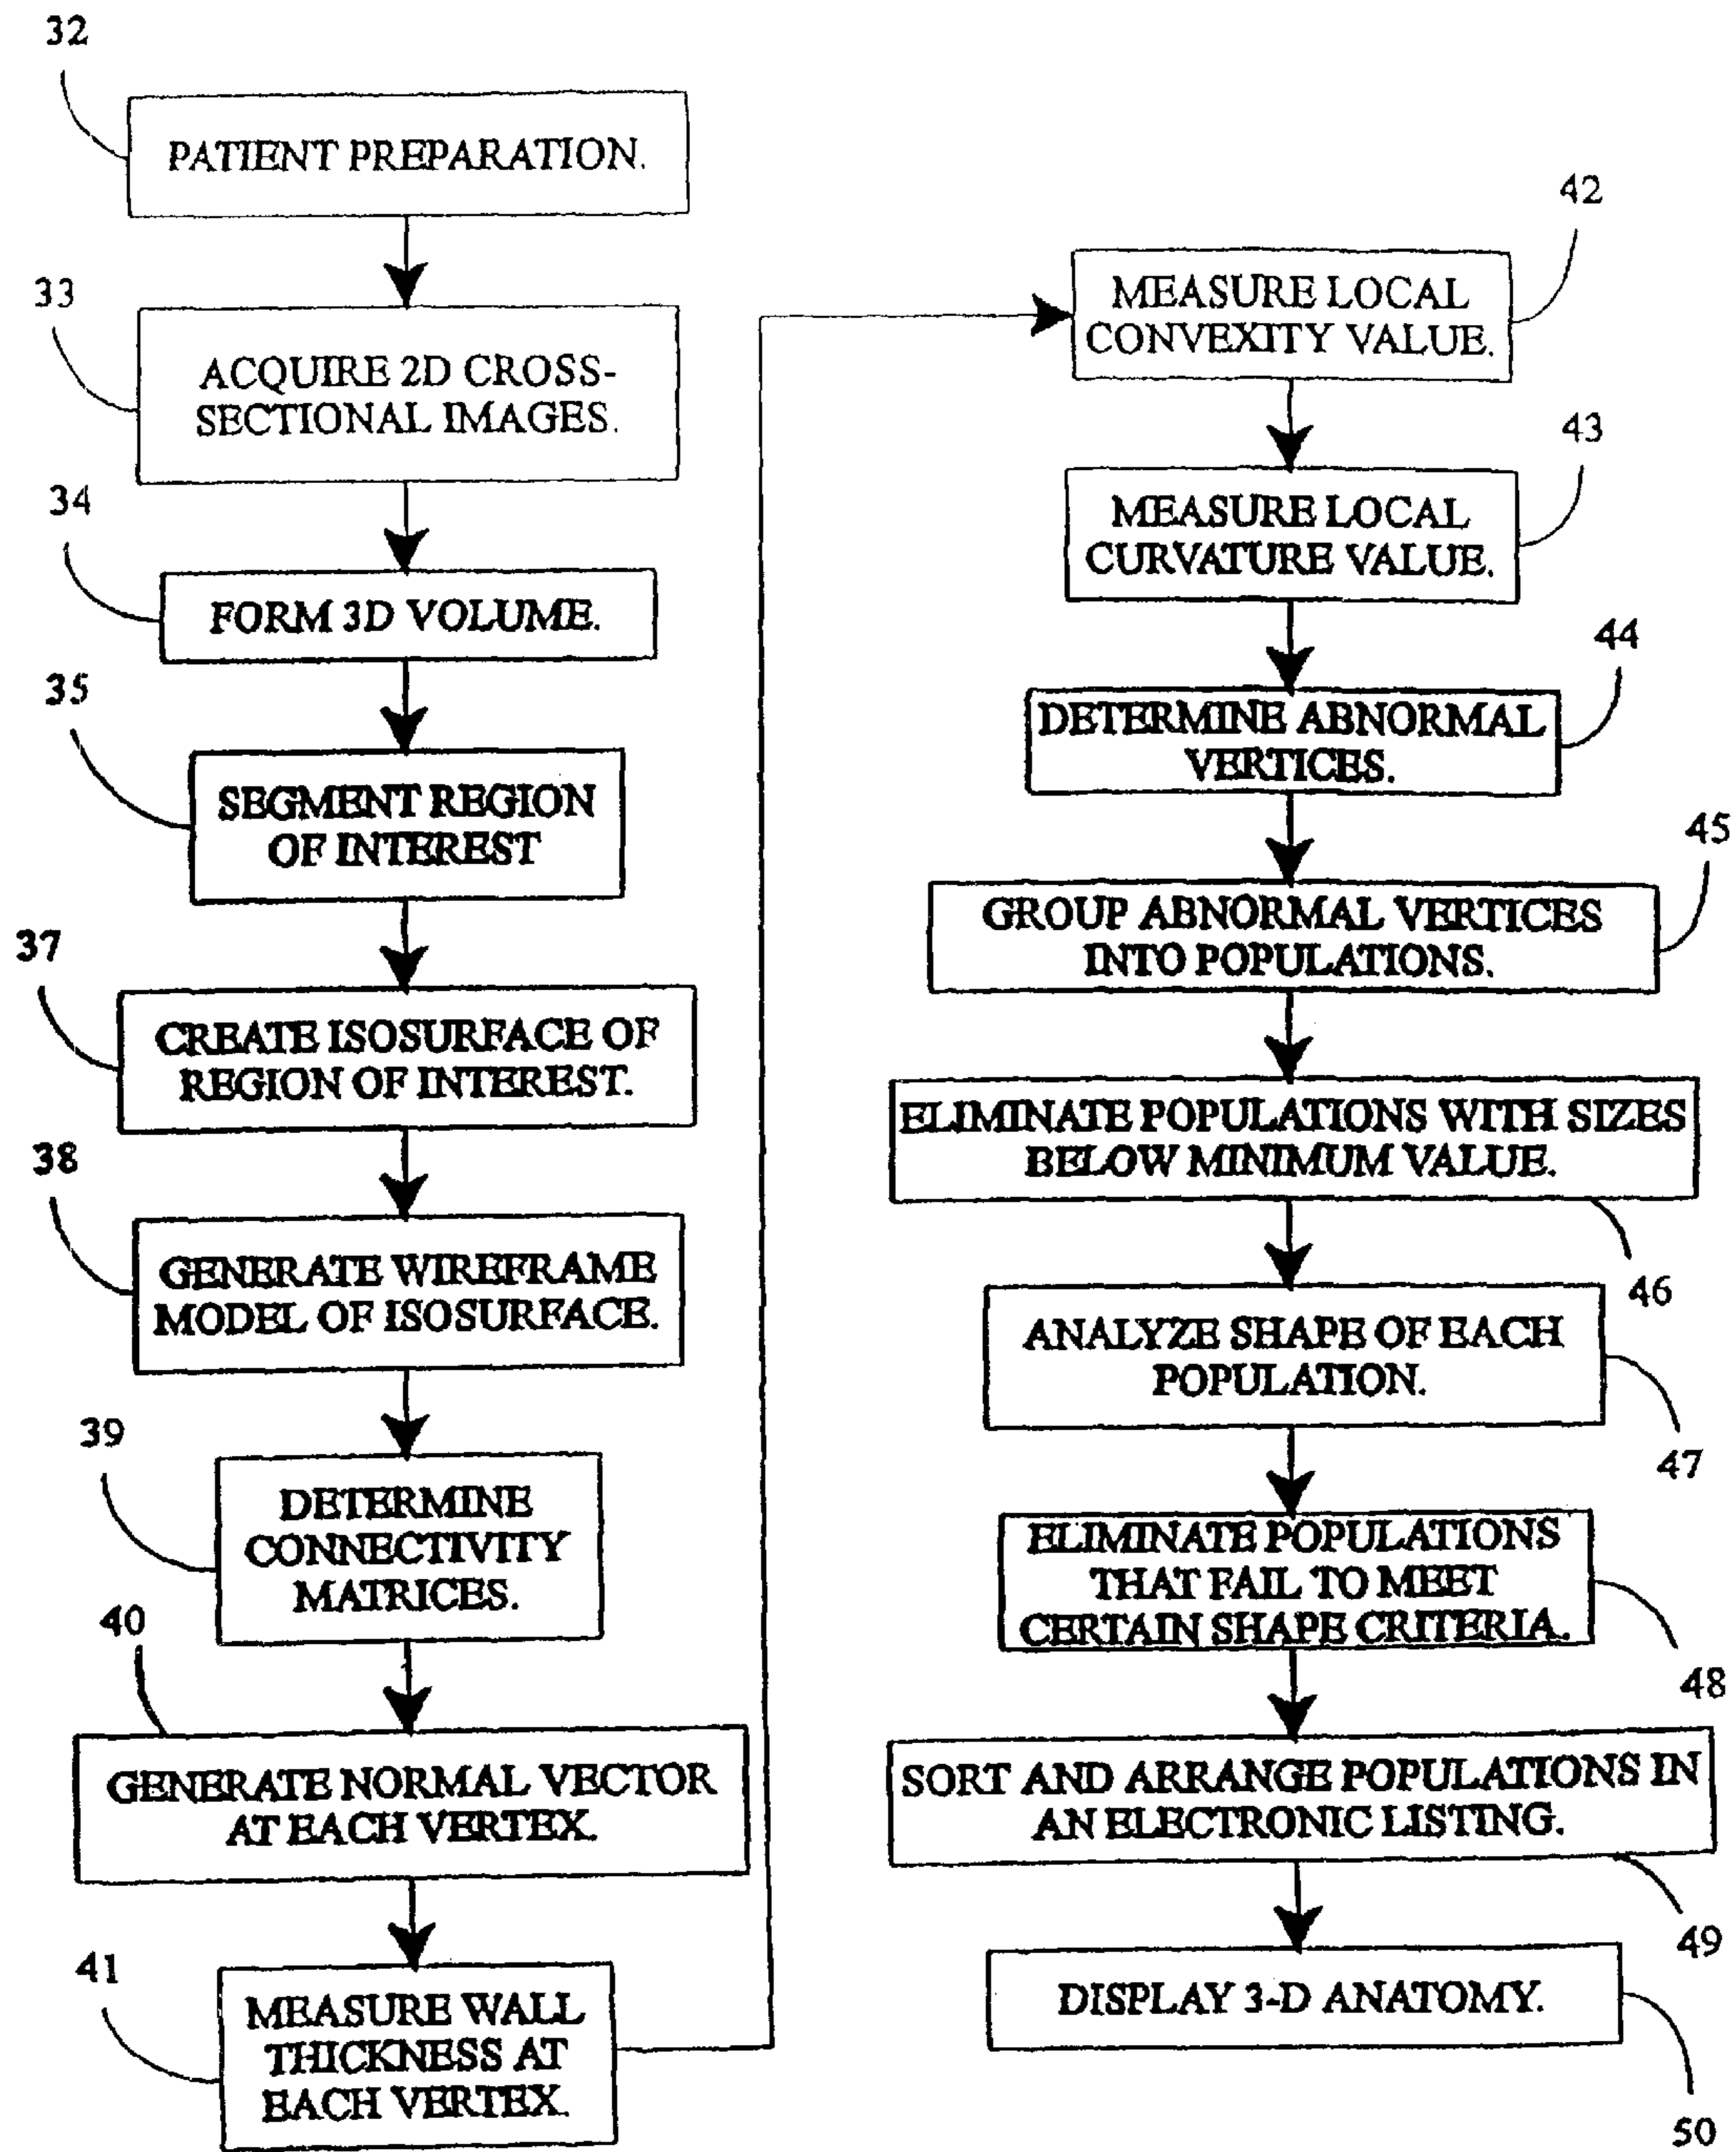 32
PATIENT PREPARATION.
33
ACQUIRE 2D CROSS-
SECTIONAL IMAGES.
34
FORM 3D VOLUME.
35
SEGMENT REGION
OF INTEREST
37
CREATE ISOSURFACE OF
REGION OF INTEREST.
38
GENERATE WIREFRAME
MODEL OF ISOSURFACE.
39
DETERMINE
CONNECTIVITY
MATRICES.
40
GENERATE NORMAL VECTOR
AT EACH VERTEX.
41
MEASURE WALL
THICKNESS AT
EACH VERTEX.
42
MEASURE LOCAL
CONVEXITY VALUE.
43
MEASURE LOCAL
CURVATURE VALUE.
44
DETERMINE ABNORMAL
VERTICES.
45
GROUP ABNORMAL VERTICES
INTO POPULATIONS.
ELIMINATE POPULATIONS WITH SIZES
BELOW MINIMUM VALUE.
46
ANALYZE SHAPE OF EACH
POPULATION.
47
ELIMINATE POPULATIONS
THAT FAIL TO MEET
CERTAIN SHAPE CRITERIA.
48
SORT AND ARRANGE POPULATIONS IN
AN ELECTRONIC LISTING.
49
DISPLAY 3-D ANATOMY.
50